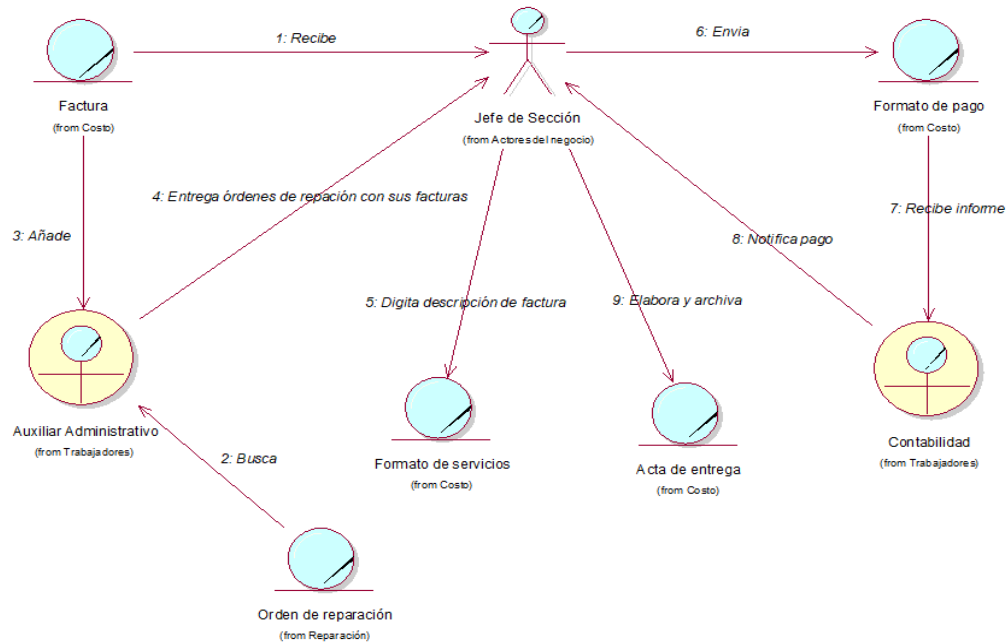 1: Recibe
6: Envia
Factura
(from Costo)
Jefe de Sección
(from Actores del negocio)
Formato de pago
(from Costo)
4: Entrega órdenes de repación con sus facturas
7: Recibe informe
3: Añade
8: Notifica pago
5: Digita descripción de factura
9: Elabora y archiva
Auxiliar Administrativo
(from Trabajadores)
Formato de servicios
(from Costo)
Acta de entrega
(from Costo)
Contabilidad
(from Trabajadores)
2: Busca
Orden de reparación
(from Reparación)